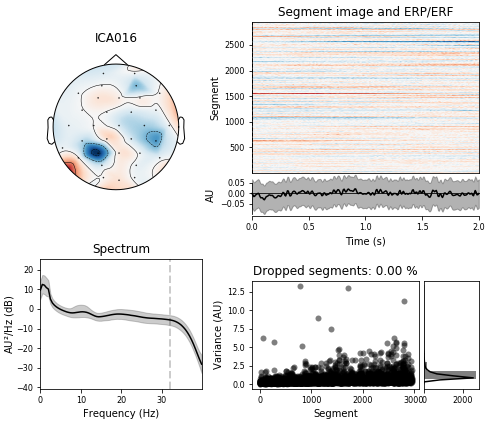 ICA016
Segment image and ERP/ERF
Segment
2500
2000
1500
1000
500
AU
0.05
0.00
−0.05
0.0 0.5 1.0 1.5 2.0
Time (s)
Spectrum
AU²/Hz (dB)
20
10
0
−10
−20
−30
−40
0 10 20 30
Frequency (Hz)
Dropped segments: 0.00 %
Variance (AU)
12.5
10.0
7.5
5.0
2.5
0.0
0 1000 2000 3000 0 2000
Segment